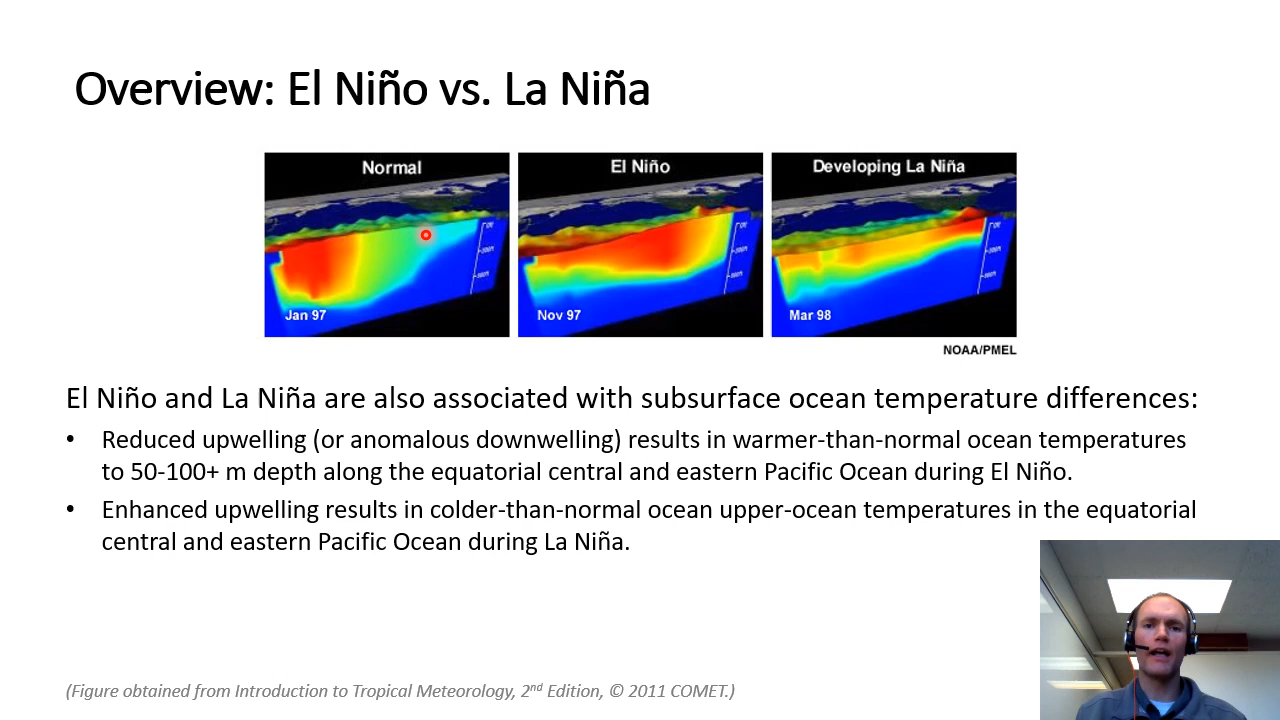 Overview: El Niño vs. La Niña
Normal
El Niño
Developing La Niña
Jan 97
Nov 97
Mar 98
NOAA/PMEL
El Niño and La Niña are also associated with subsurface ocean temperature differences:
• Reduced upwelling (or anomalous downwelling) results in warmer-than-normal ocean temperatures
to 50-100+ m depth along the equatorial central and eastern Pacific Ocean during El Niño.
• Enhanced upwelling results in colder-than-normal ocean upper-ocean temperatures in the equatorial
central and eastern Pacific Ocean during La Niña.
(Figure obtained from Introduction to Tropical Meteorology, 2nd Edition, © 2011 COMET.)